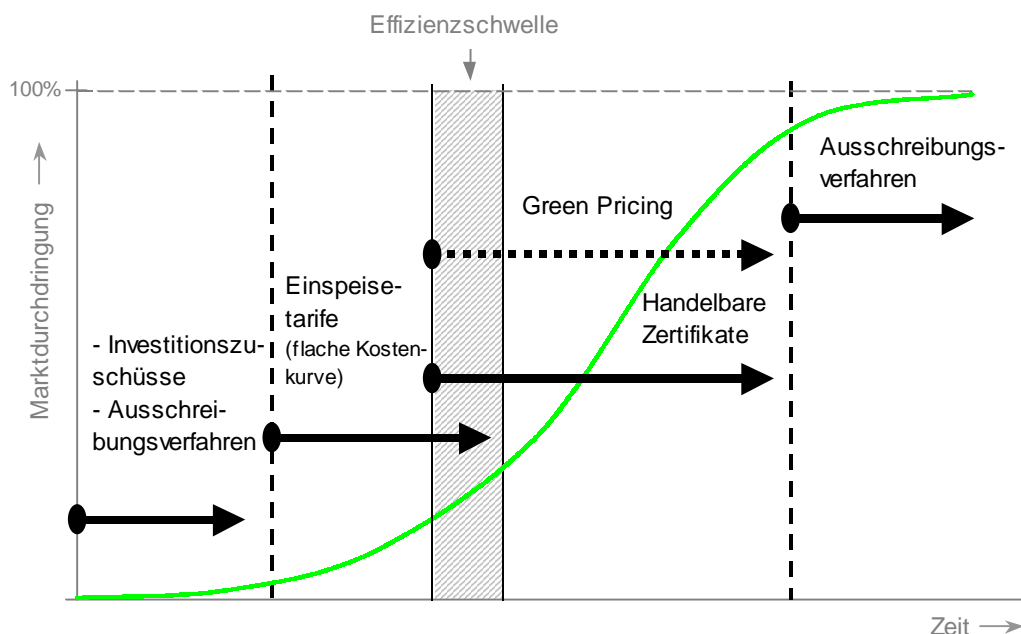 Effizienzschwelle
100%
Marktdurchdringung
Ausschreibungs-
verfahren
Green Pricing
Einspeise-
tarife
(flache Kosten-
kurve)
Handelbare
Zertifikate
- Investitionszu-
schüsse
- Ausschrei-
bungsverfahren
Zeit